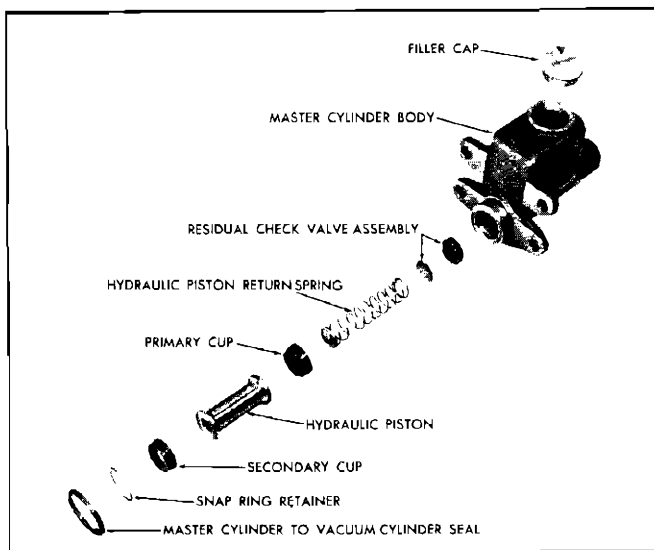 FILLER CAP
MASTER CYLINDER BODY
RESIDUAL CHECK VALVE ASSEMBLY
HYDRAULIC PISTON RETURN SPRING
PRIMARY CUP
HYDRAULIC PISTON
SECONDARY CUP
SNAP RING RETAINER
MASTER CYLINDER TO VACUUM CYLINDER SEAL